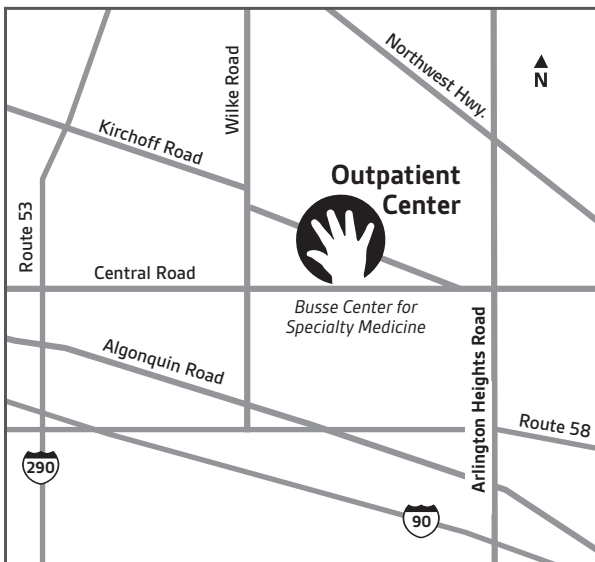 Northwest Hwy.
N
Wilke Road
Kirchoff Road
Outpatient
Center
Route 53
Central Road
Busse Center for
Specialty Medicine
Arlington Heights Road
Algonquin Road
Route 58
290
90